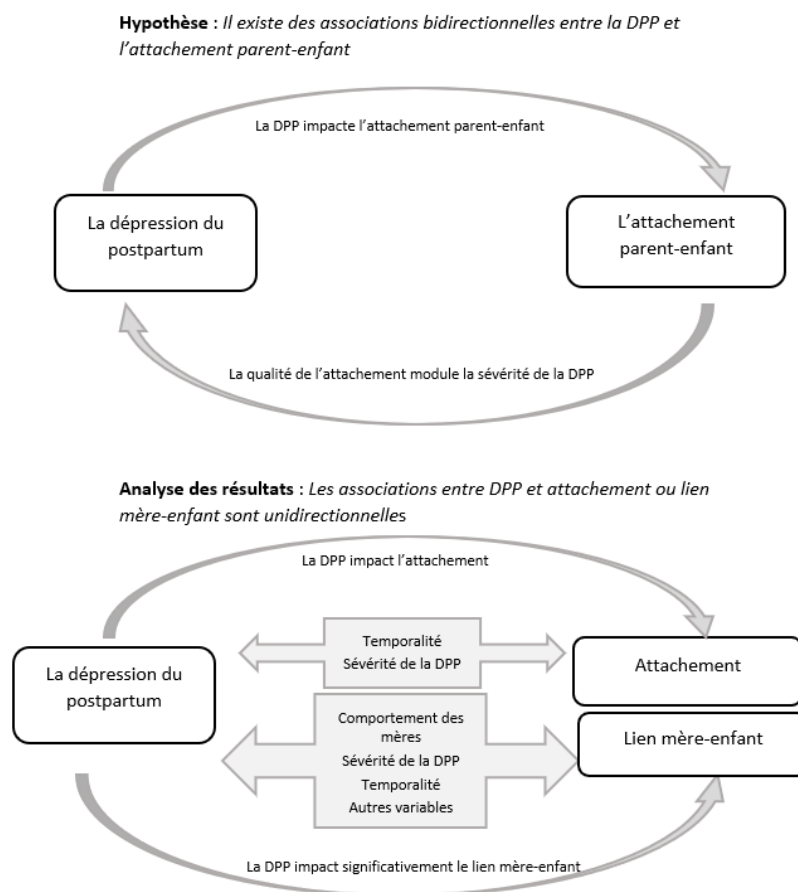 Hypothèse : Il existe des associations bidirectionnelles entre la DPP et
l’attachement parent-enfant
La DPP impacte l’attachement parent-enfant
La dépression du
postpartum
L’attachement
parent-enfant
La qualité de l’attachement module la sévérité de la DPP
Analyse des résultats : Les associations entre DPP et attachement ou lien
mère-enfant sont unidirectionnelles
La DPP impact l’attachement
La dépression du
postpartum
Temporalité
Sévérité de la DPP
Attachement
Comportement des
mères
Sévérité de la DPP
Temporalité
Autres variables
Lien mère-enfant
La DPP impact significativement le lien mère-enfant